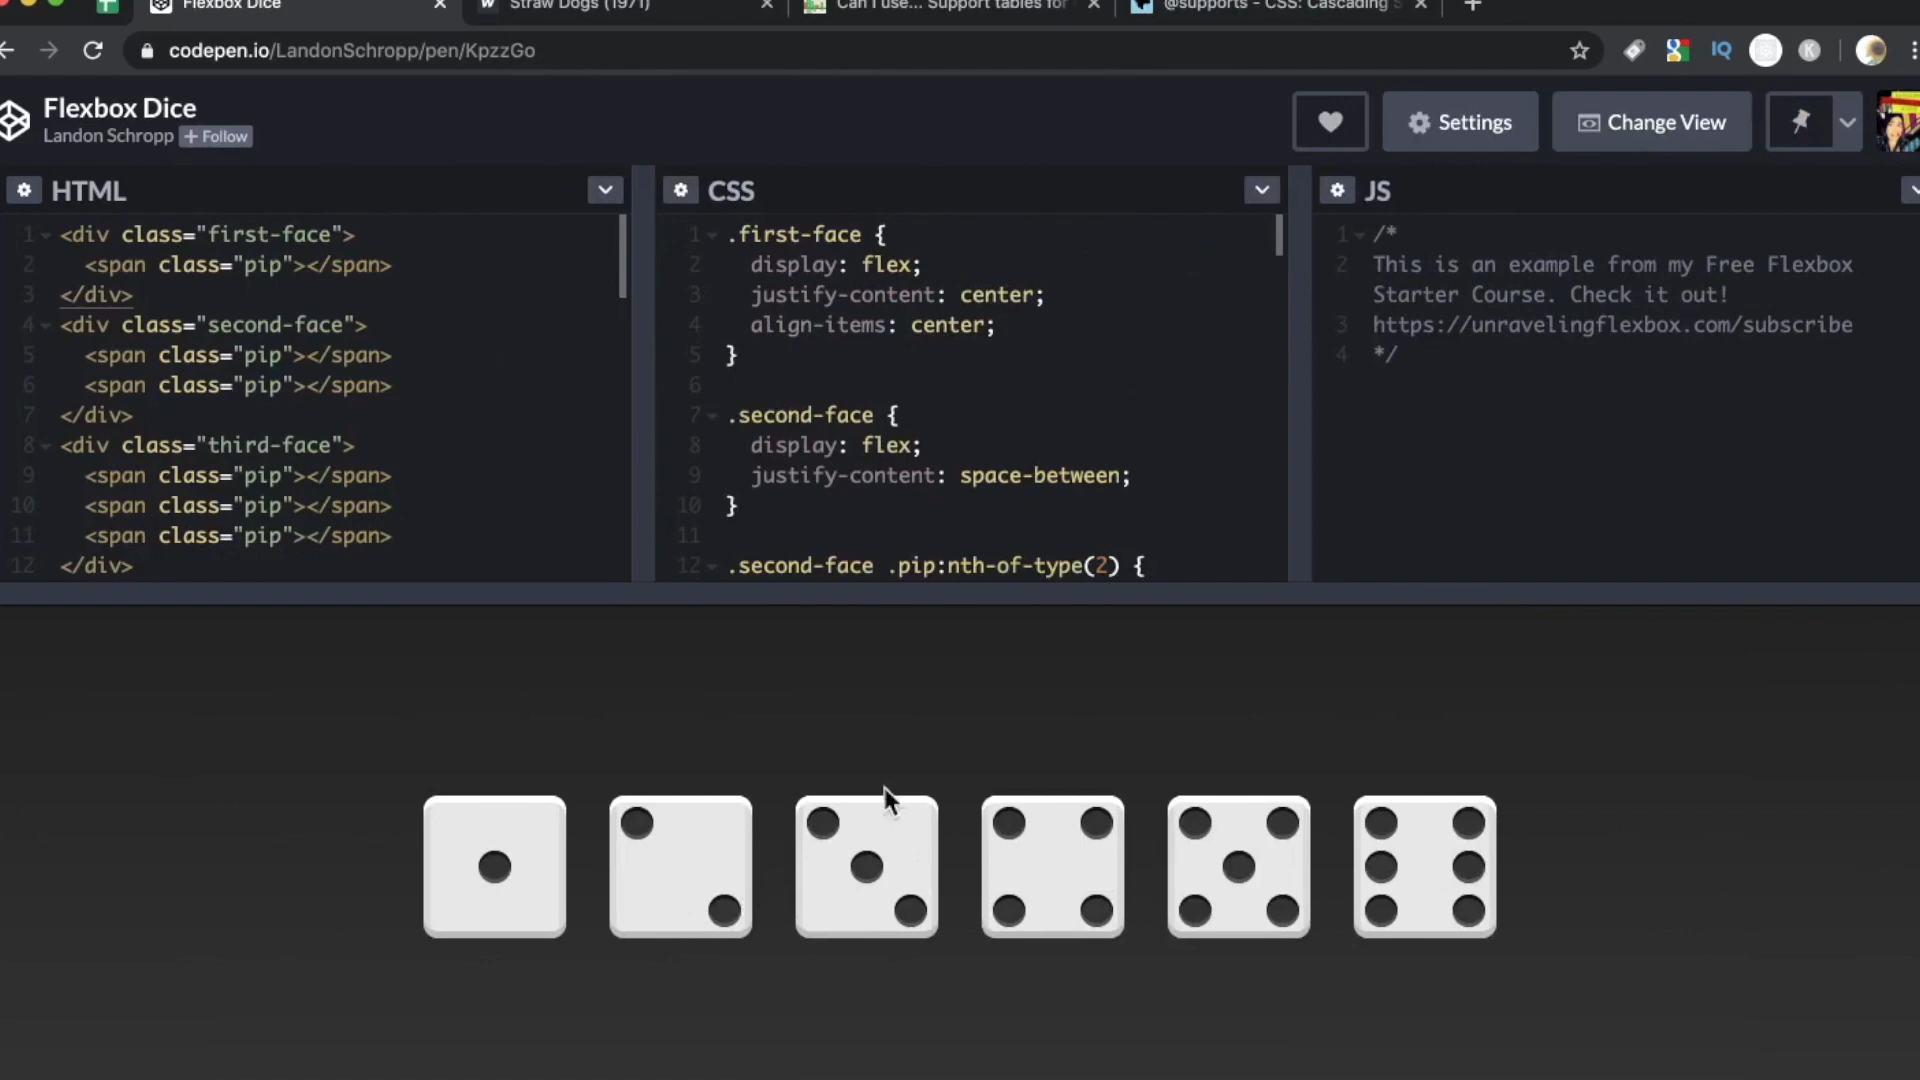 Flexbox Dice
Straw Dogs (1971)
Can I use... Support tables for
@supports - CSS: Cascading S
codepen.io/LandonSchropp/pen/KpzzGo
IQ
K
Flexbox Dice
Landon Schropp + Follow
Settings
Change View
HTML
1 <div class="first-face">
2 <span class="pip"></span>
3 </div>
4 <div class="second-face">
5 <span class="pip"></span>
6 <span class="pip"></span>
7 </div>
8 <div class="third-face">
9 <span class="pip"></span>
10 <span class="pip"></span>
11 <span class="pip"></span>
12 </div>
CSS
1 .first-face {
2 display: flex;
3 justify-content: center;
4 align-items: center;
5 }
6
7 .second-face {
8 display: flex;
9 justify-content: space-between;
10 }
11
12 .second-face .pip:nth-of-type(2) {
JS
1 /*
2 This is an example from my Free Flexbox
Starter Course. Check it out!
3 https://unravelingflexbox.com/subscribe
4 */